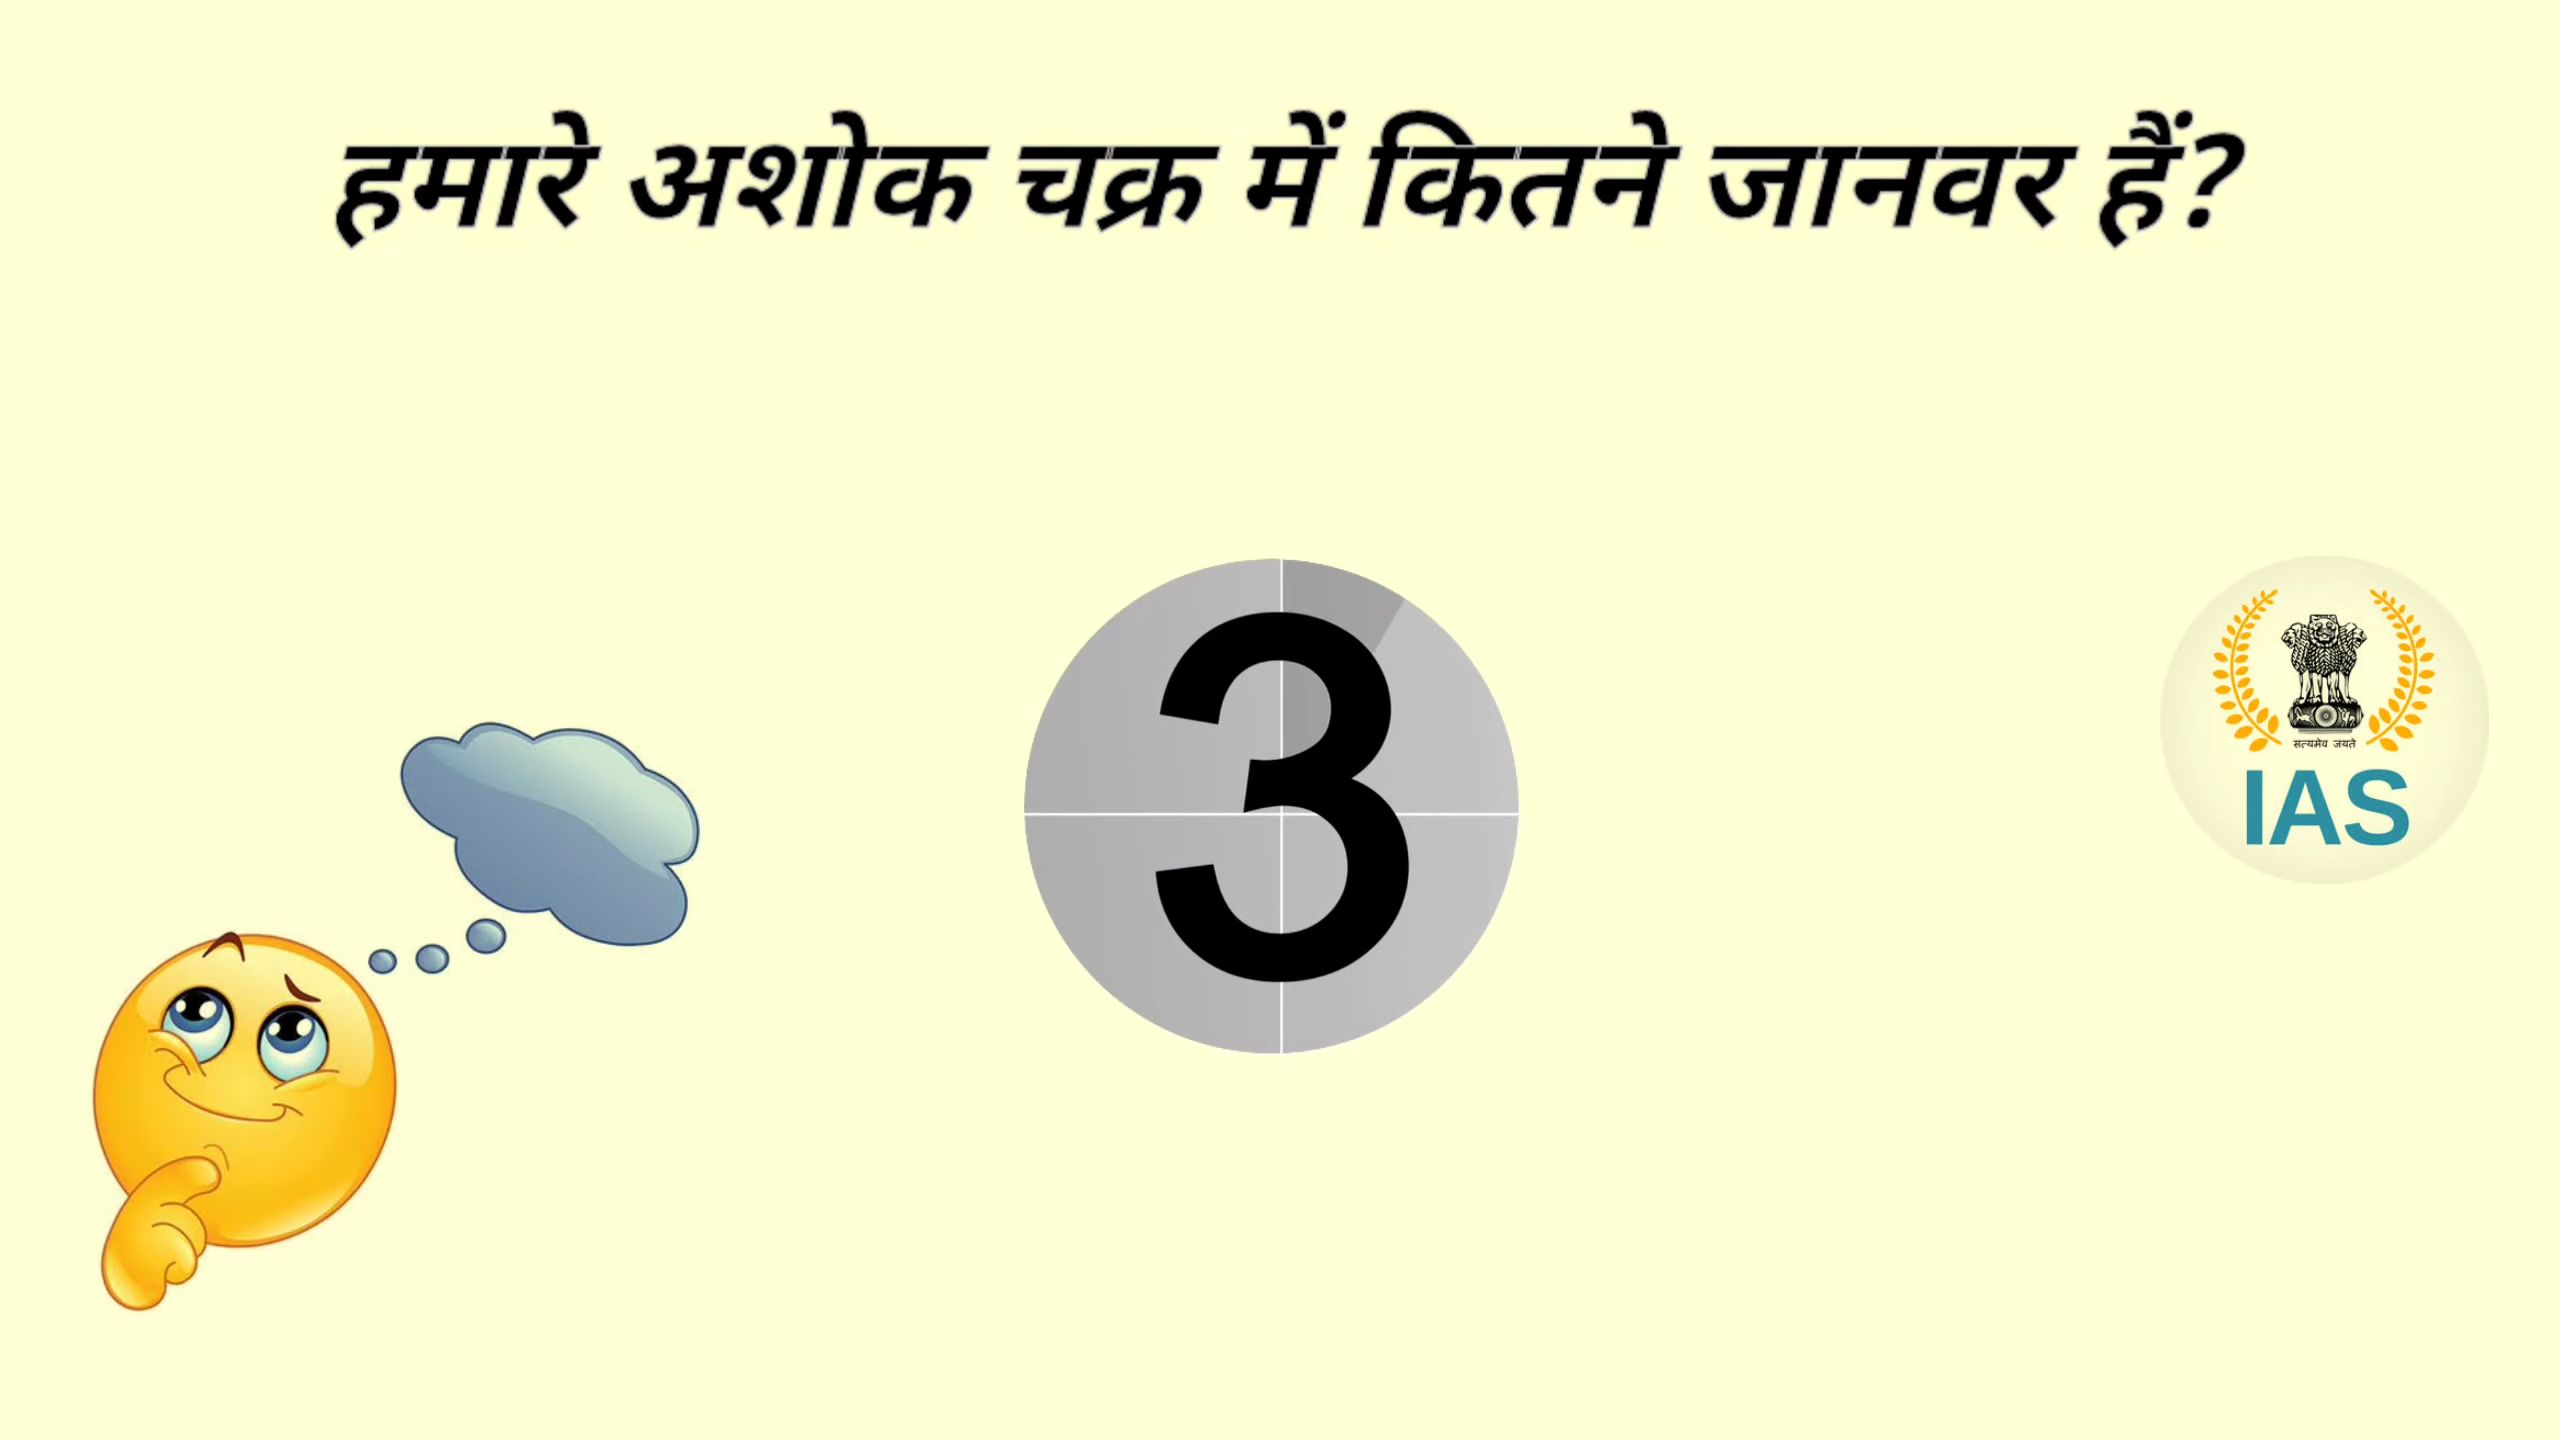 हमारे अशोक चक्र में कितने जानवर हैं?
3
सत्यमेव जयते
IAS